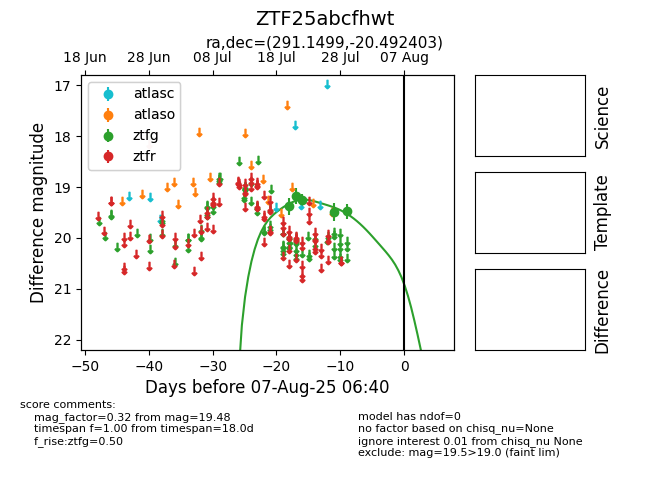 ZTF25abcfhwt
ra,dec=(291.1499,-20.492403)
18 Jun 28 Jun 08 Jul 18 Jul 28 Jul 07 Aug
atlasc
atlaso
ztfg
ztfr
17
18
19
20
21
22
Difference magnitude
−50 −40 −30 −20 −10 0
Days before 07-Aug-25 06:40
Science
Template
Difference
score comments:
mag_factor=0.32 from mag=19.48
timespan f=1.00 from timespan=18.0d
f_rise:ztfg=0.50
model has ndof=0
no factor based on chisq_nu=None
ignore interest 0.01 from chisq_nu None
exclude: mag=19.5>19.0 (faint lim)